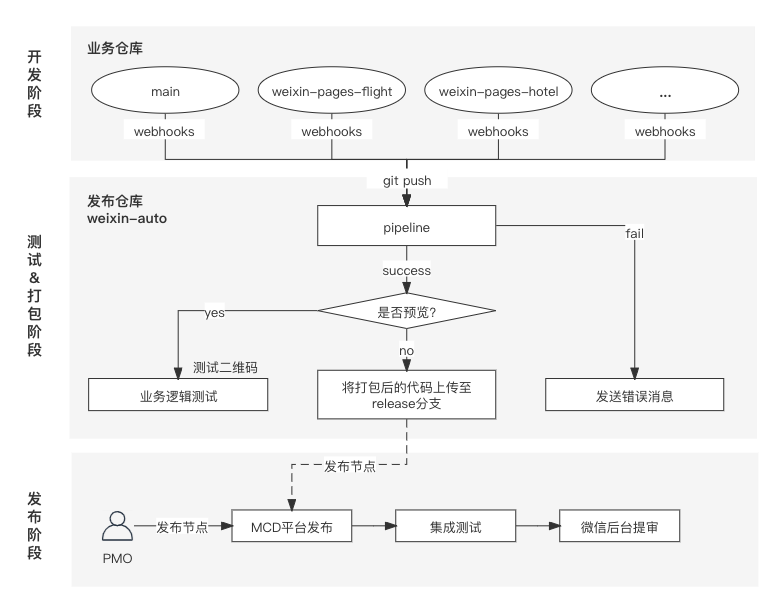 开发阶段
业务仓库
main
weixin-pages-flight
weixin-pages-hotel
...
webhooks
webhooks
webhooks
webhooks
git push
测试&打包阶段
发布仓库
weixin-auto
pipeline
fail
success
是否预览?
yes
no
测试二维码
业务逻辑测试
将打包后的代码上传至
release分支
发送错误消息
发布阶段
发布节点
PMO
发布节点
MCD平台发布
集成测试
微信后台提审